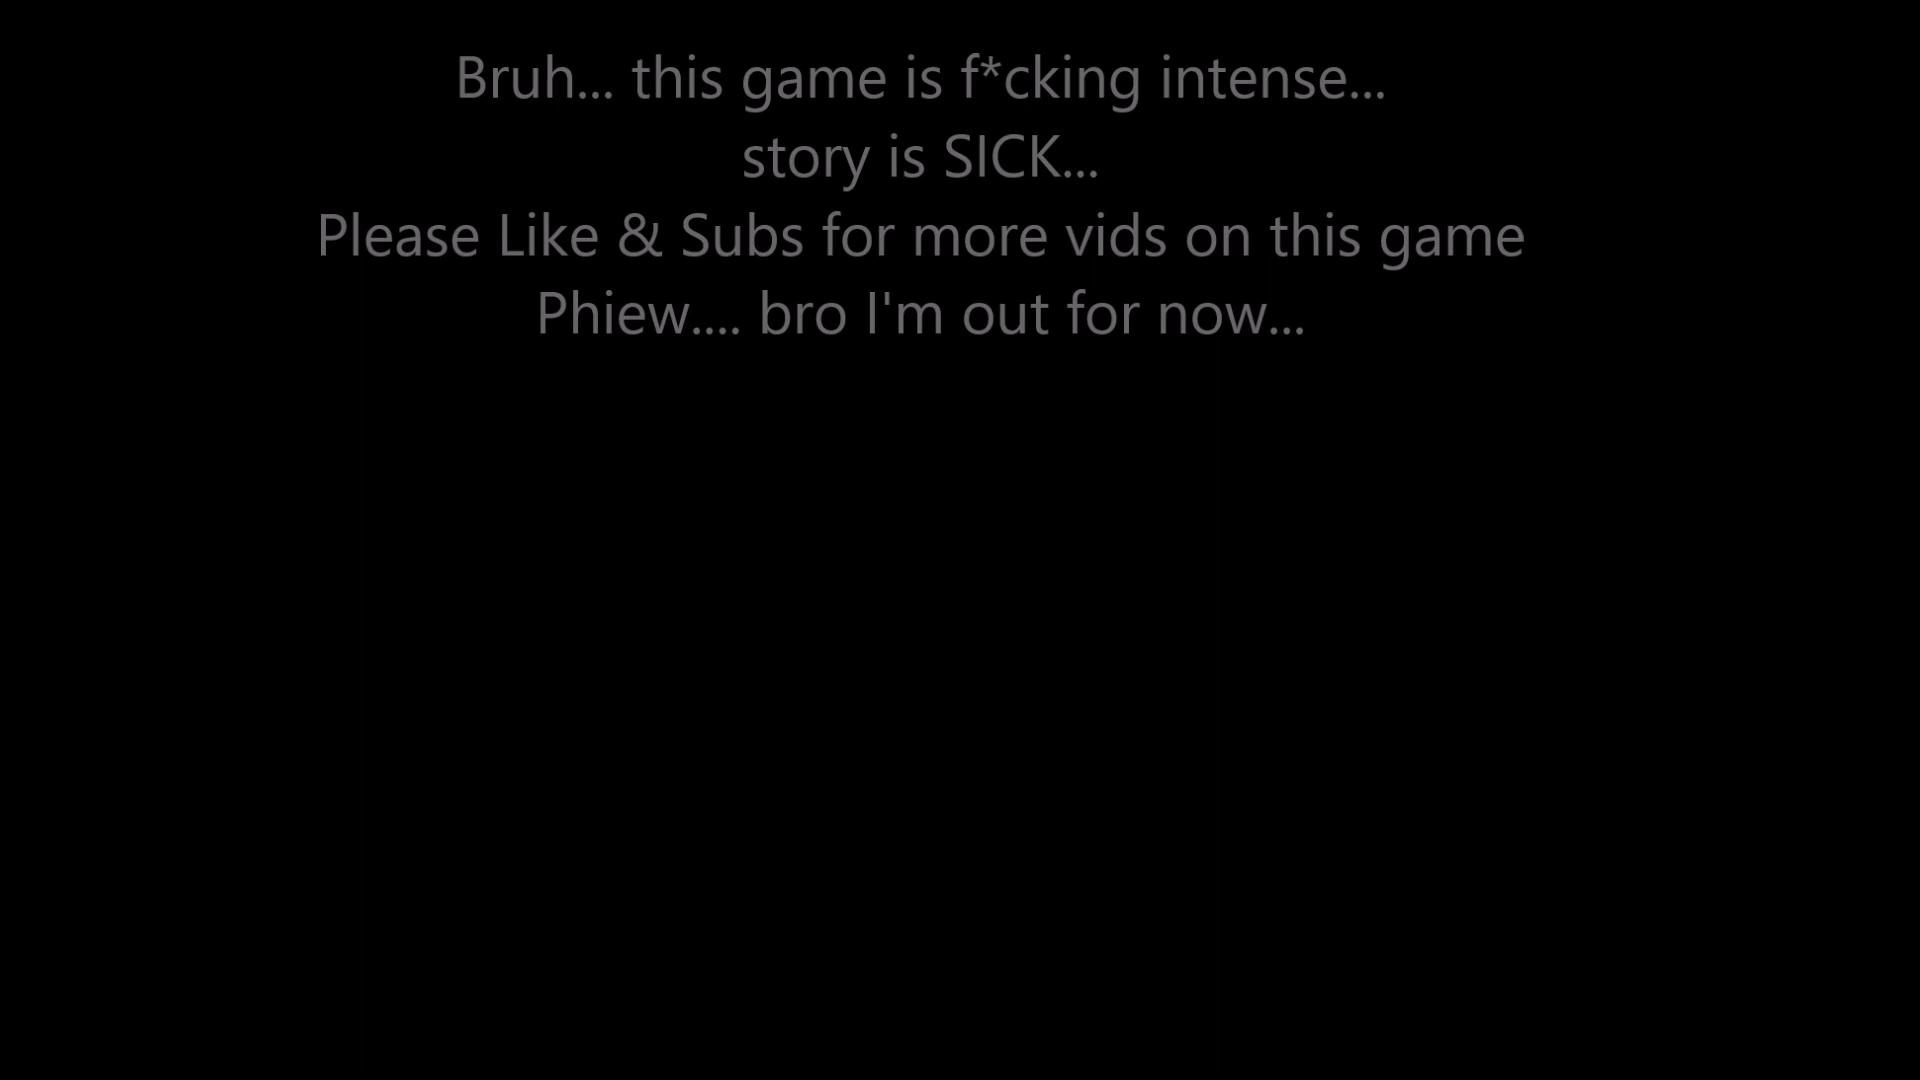 Bruh... this game is f*cking intense...
story is SICK...
Please Like & Subs for more vids on this game
Phiew.... bro I'm out for now...